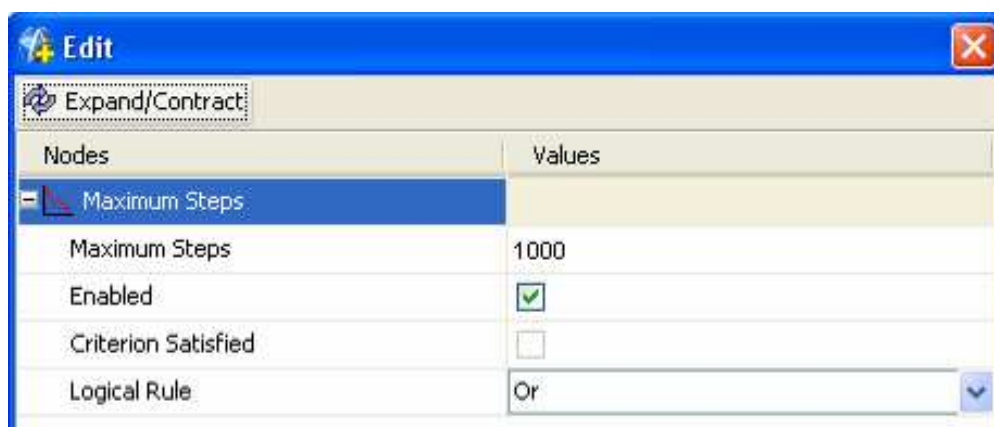 Edit
Expand/Contract
Nodes Values
Maximum Steps
Maximum Steps 1000
Enabled
Criterion Satisfied
Logical Rule Or